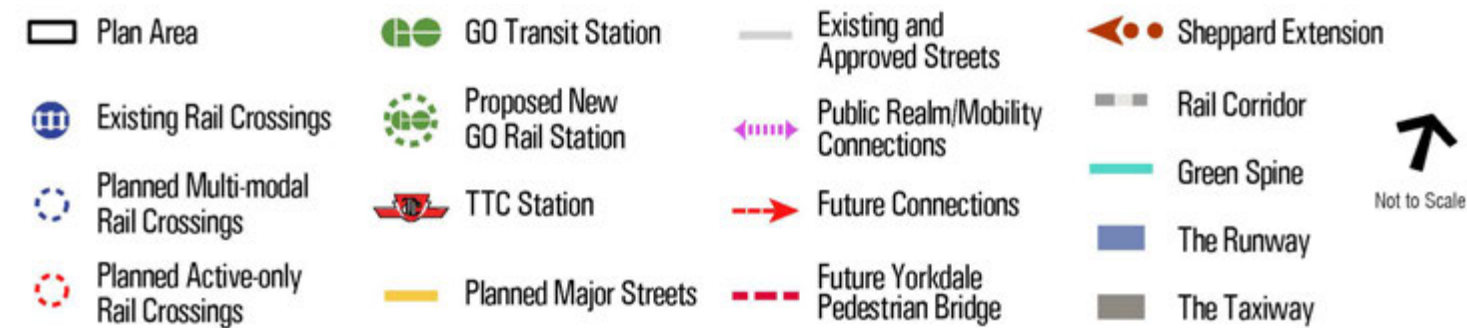 Plan Area
Existing Rail Crossings
Planned Multi-modal
Rail Crossings
Planned Active-only
Rail Crossings
GO Transit Station
Proposed New
GO Rail Station
TTC Station
Planned Major Streets
Existing and
Approved Streets
Public Realm/Mobility
Connections
Future Connections
Future Yorkdale
Pedestrian Bridge
Sheppard Extension
Rail Corridor
Green Spine
The Runway
The Taxiway
Not to Scale